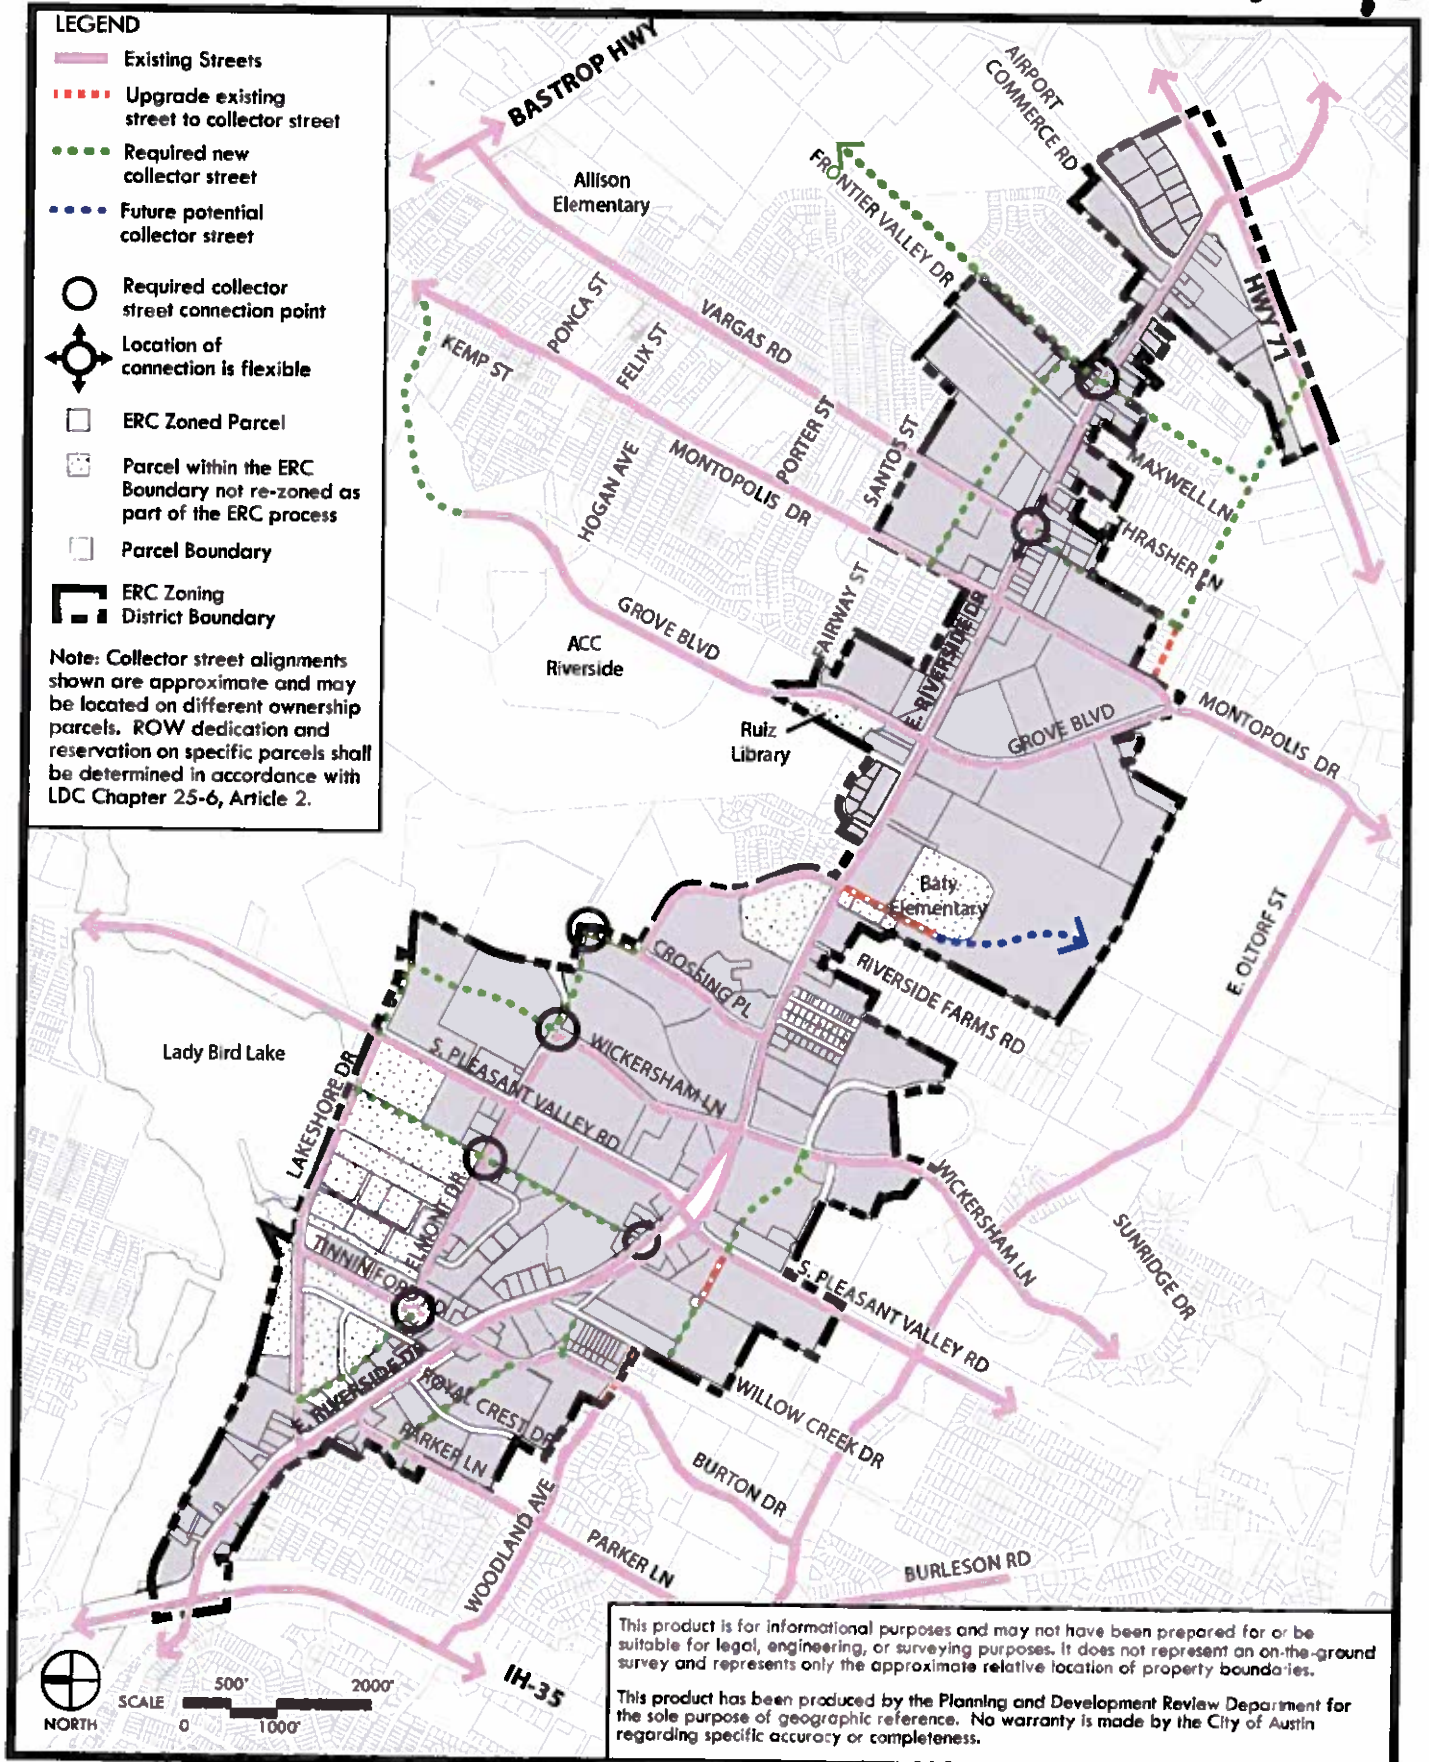 LEGEND
Existing Streets
Upgrade existing
street to collector street
Required new
collector street
Future potential
collector street
Required collector
street connection point
Location of
connection is flexible
ERC Zoned Parcel
Parcel within the ERC
Boundary not re-zoned as
part of the ERC process
Parcel Boundary
ERC Zoning
District Boundary
Note: Collector street alignments
shown are approximate and may
be located on different ownership
parcels. ROW dedication and
reservation on specific parcels shall
be determined in accordance with
LDC Chapter 25-6, Article 2.
BASTROP HWY
AIRPORT
COMMERCE RD
FRONTIER VALLEY DR
Allison
Elementary
HWY 71
VARGAS RD
PONCA ST
FELIX ST
KEMP ST
PORTER ST
SANTOS ST
HOGAN AVE
MONTOPOLIS DR
MAXWELL LN
THRASHER LN
FAIRWAY ST
GROVE BLVD
ACC
Riverside
E. RIVERSIDE DR
Ruiz
Library
GROVE BLVD
MONTOPOLIS DR
Baty
Elementary
E. OLTORF ST
CROSSING PL
RIVERSIDE FARMS RD
Lady Bird Lake
WICKERSHAM LN
S. PLEASANT VALLEY RD
LAKESHORE DR
ELMONT DR
TINNIN FORD RD
WICKERSHAM LN
SUNRIDGE DR
S. PLEASANT VALLEY RD
E. RIVERSIDE DR
ROYAL CREST DR
PARKER LN
WILLOW CREEK DR
BURTON DR
WOODLAND AVE
PARKER LN
BURLESON RD
IH-35
NORTH
SCALE
500'
2000'
0
1000'
This product is for informational purposes and may not have been prepared for or be
suitable for legal, engineering, or surveying purposes. It does not represent an on-the-ground
survey and represents only the approximate relative location of property boundaries.
This product has been produced by the Planning and Development Review Department for
the sole purpose of geographic reference. No warranty is made by the City of Austin
regarding specific accuracy or completeness.